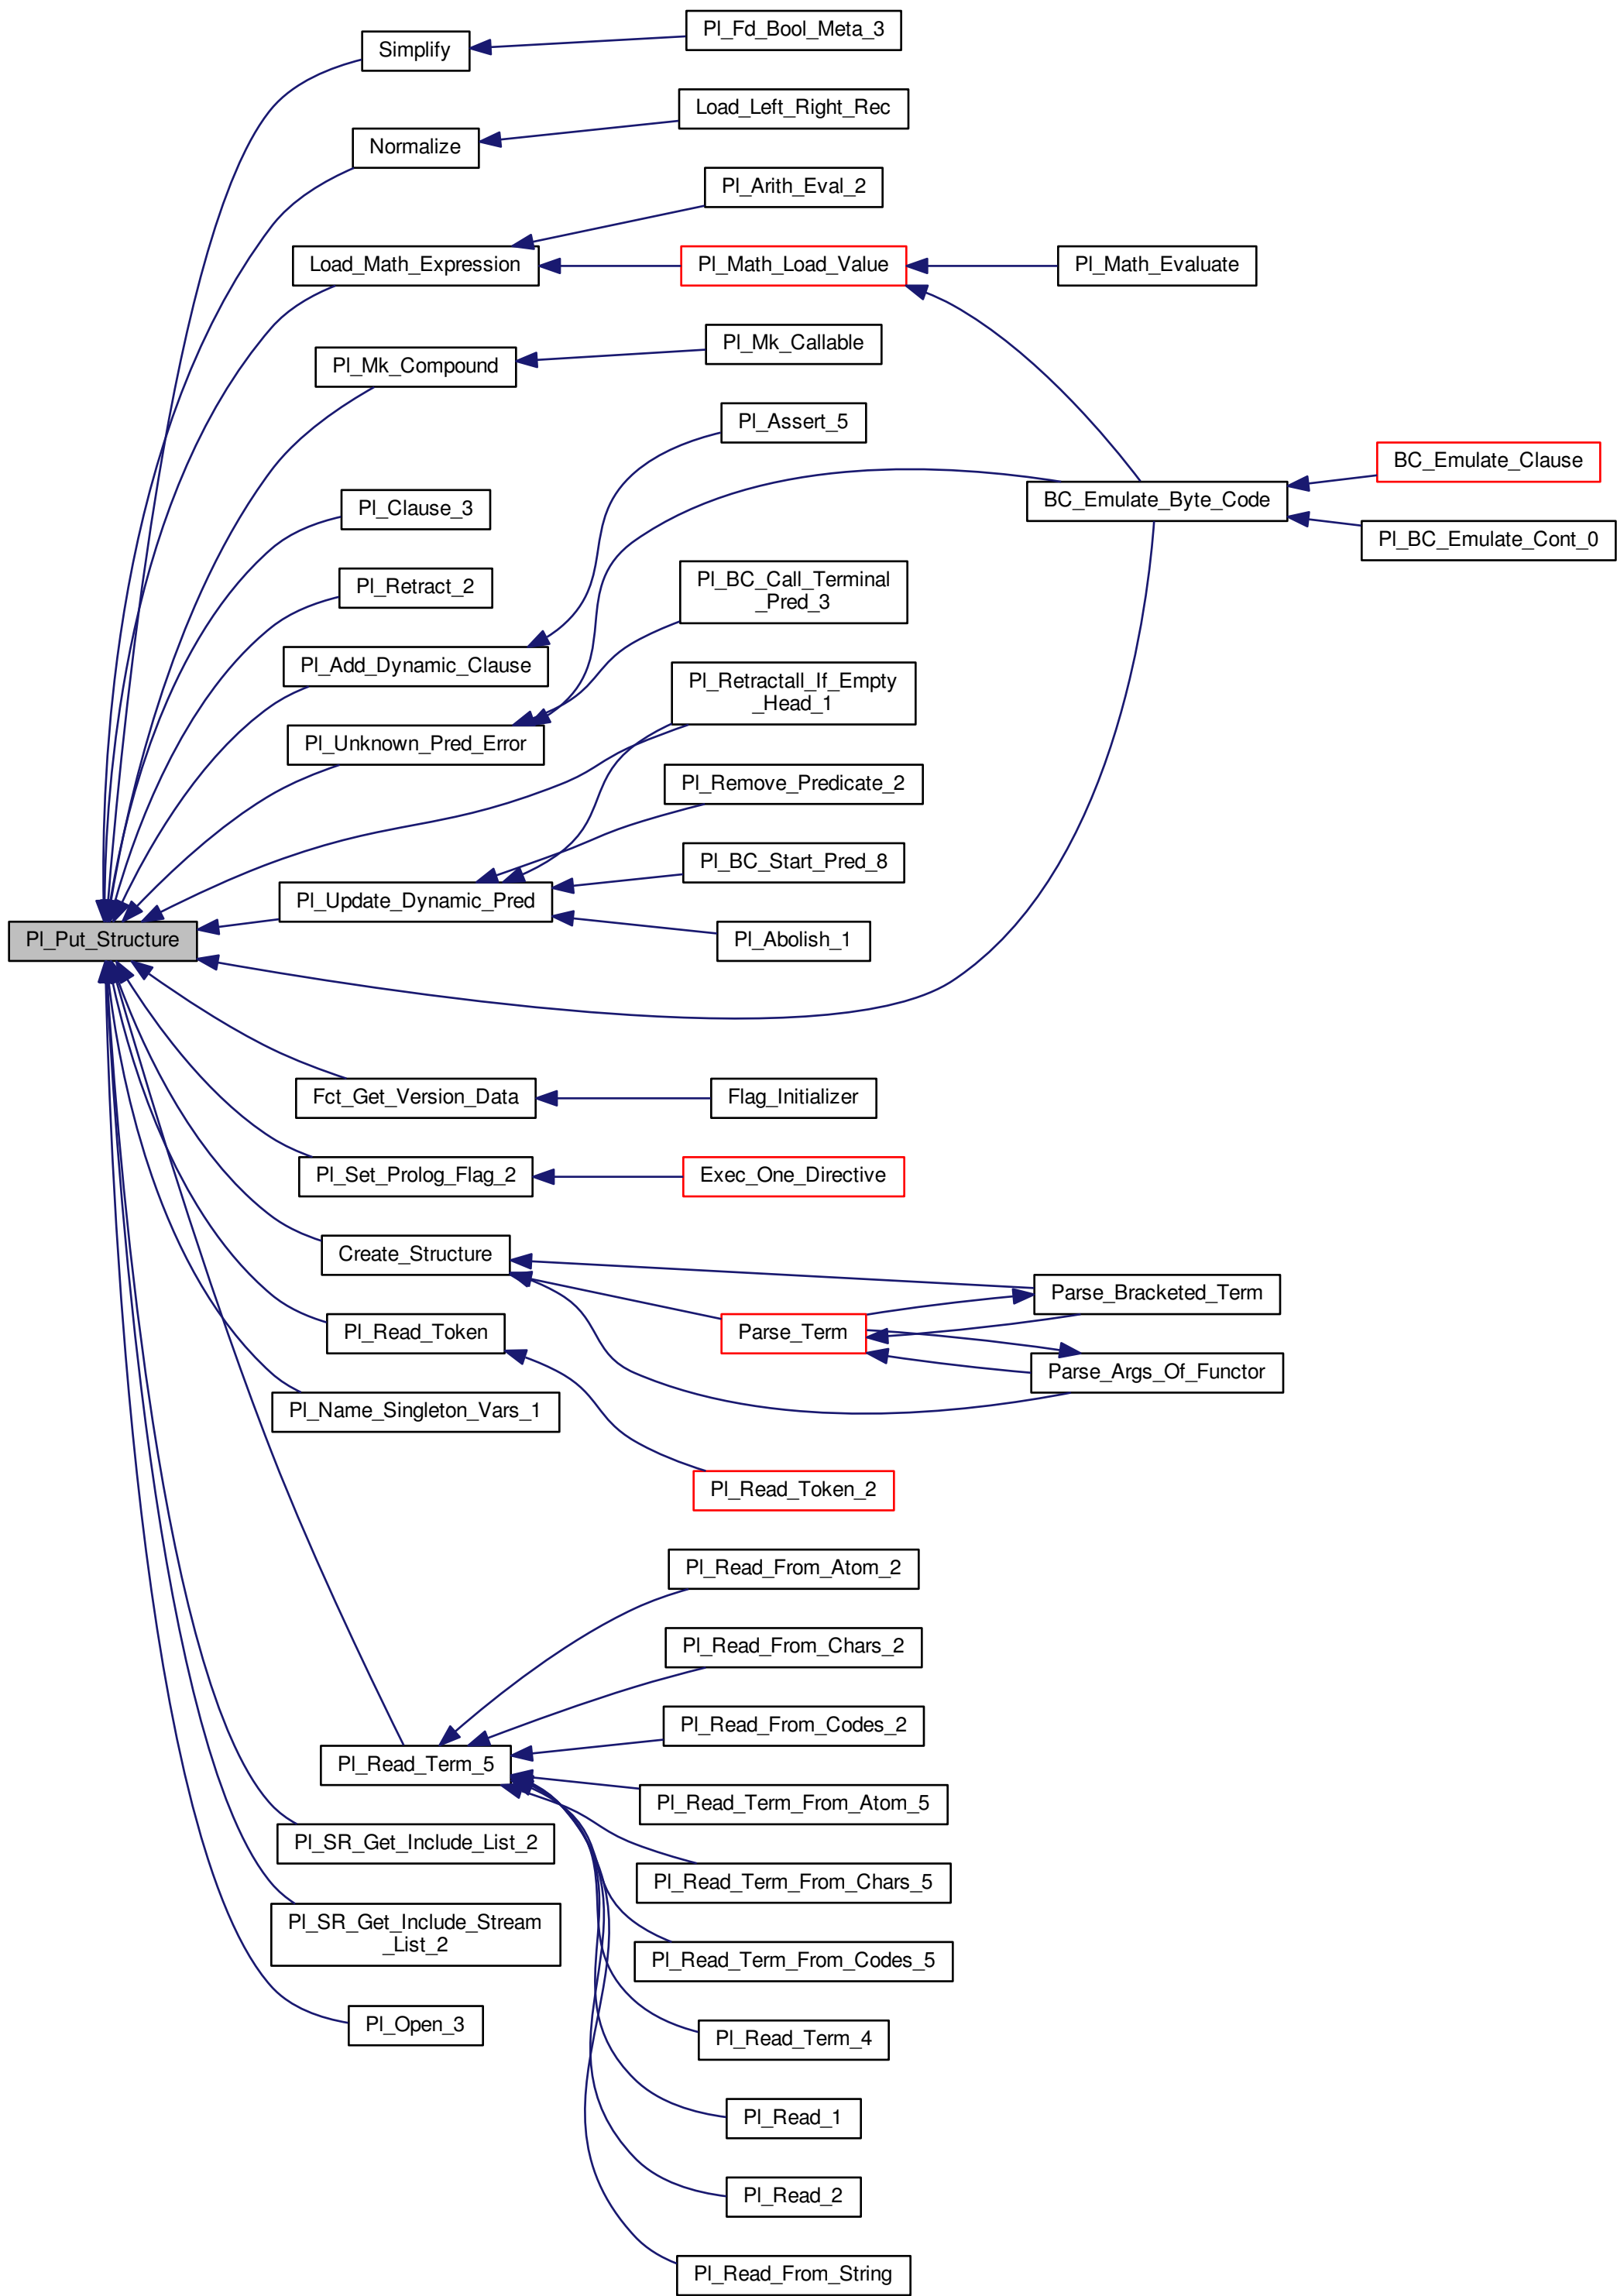 Pl_Fd_Bool_Meta_3
Simplify
Load_Left_Right_Rec
Normalize
Pl_Arith_Eval_2
Load_Math_Expression
Pl_Math_Load_Value
Pl_Math_Evaluate
Pl_Mk_Callable
Pl_Mk_Compound
Pl_Assert_5
BC_Emulate_Clause
BC_Emulate_Byte_Code
Pl_Clause_3
Pl_BC_Emulate_Cont_0
Pl_BC_Call_Terminal
_Pred_3
Pl_Retract_2
Pl_Add_Dynamic_Clause
Pl_Retractall_If_Empty
_Head_1
Pl_Unknown_Pred_Error
Pl_Remove_Predicate_2
Pl_BC_Start_Pred_8
Pl_Update_Dynamic_Pred
Pl_Put_Structure
Pl_Abolish_1
Fct_Get_Version_Data
Flag_Initializer
Pl_Set_Prolog_Flag_2
Exec_One_Directive
Create_Structure
Parse_Bracketed_Term
Pl_Read_Token
Parse_Term
Parse_Args_Of_Functor
Pl_Name_Singleton_Vars_1
Pl_Read_Token_2
Pl_Read_From_Atom_2
Pl_Read_From_Chars_2
Pl_Read_From_Codes_2
Pl_Read_Term_5
Pl_Read_Term_From_Atom_5
Pl_SR_Get_Include_List_2
Pl_Read_Term_From_Chars_5
Pl_SR_Get_Include_Stream
_List_2
Pl_Read_Term_From_Codes_5
Pl_Open_3
Pl_Read_Term_4
Pl_Read_1
Pl_Read_2
Pl_Read_From_String